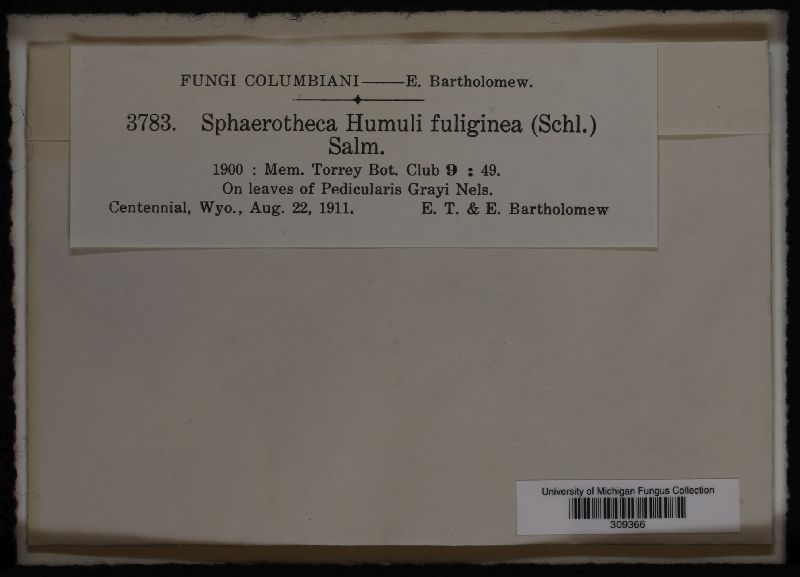 FUNGI COLUMBIANI——E. Bartholomew.
3783. Sphaerotheca Humuli fuliginea (Schl.)
Salm.
1900 : Mem. Torrey Bot. Club 9 : 49.
On leaves of Pedicularis Grayi Nels.
Centennial, Wyo., Aug. 22, 1911. E. T. & E. Bartholomew
University of Michigan Fungus Collection
309366